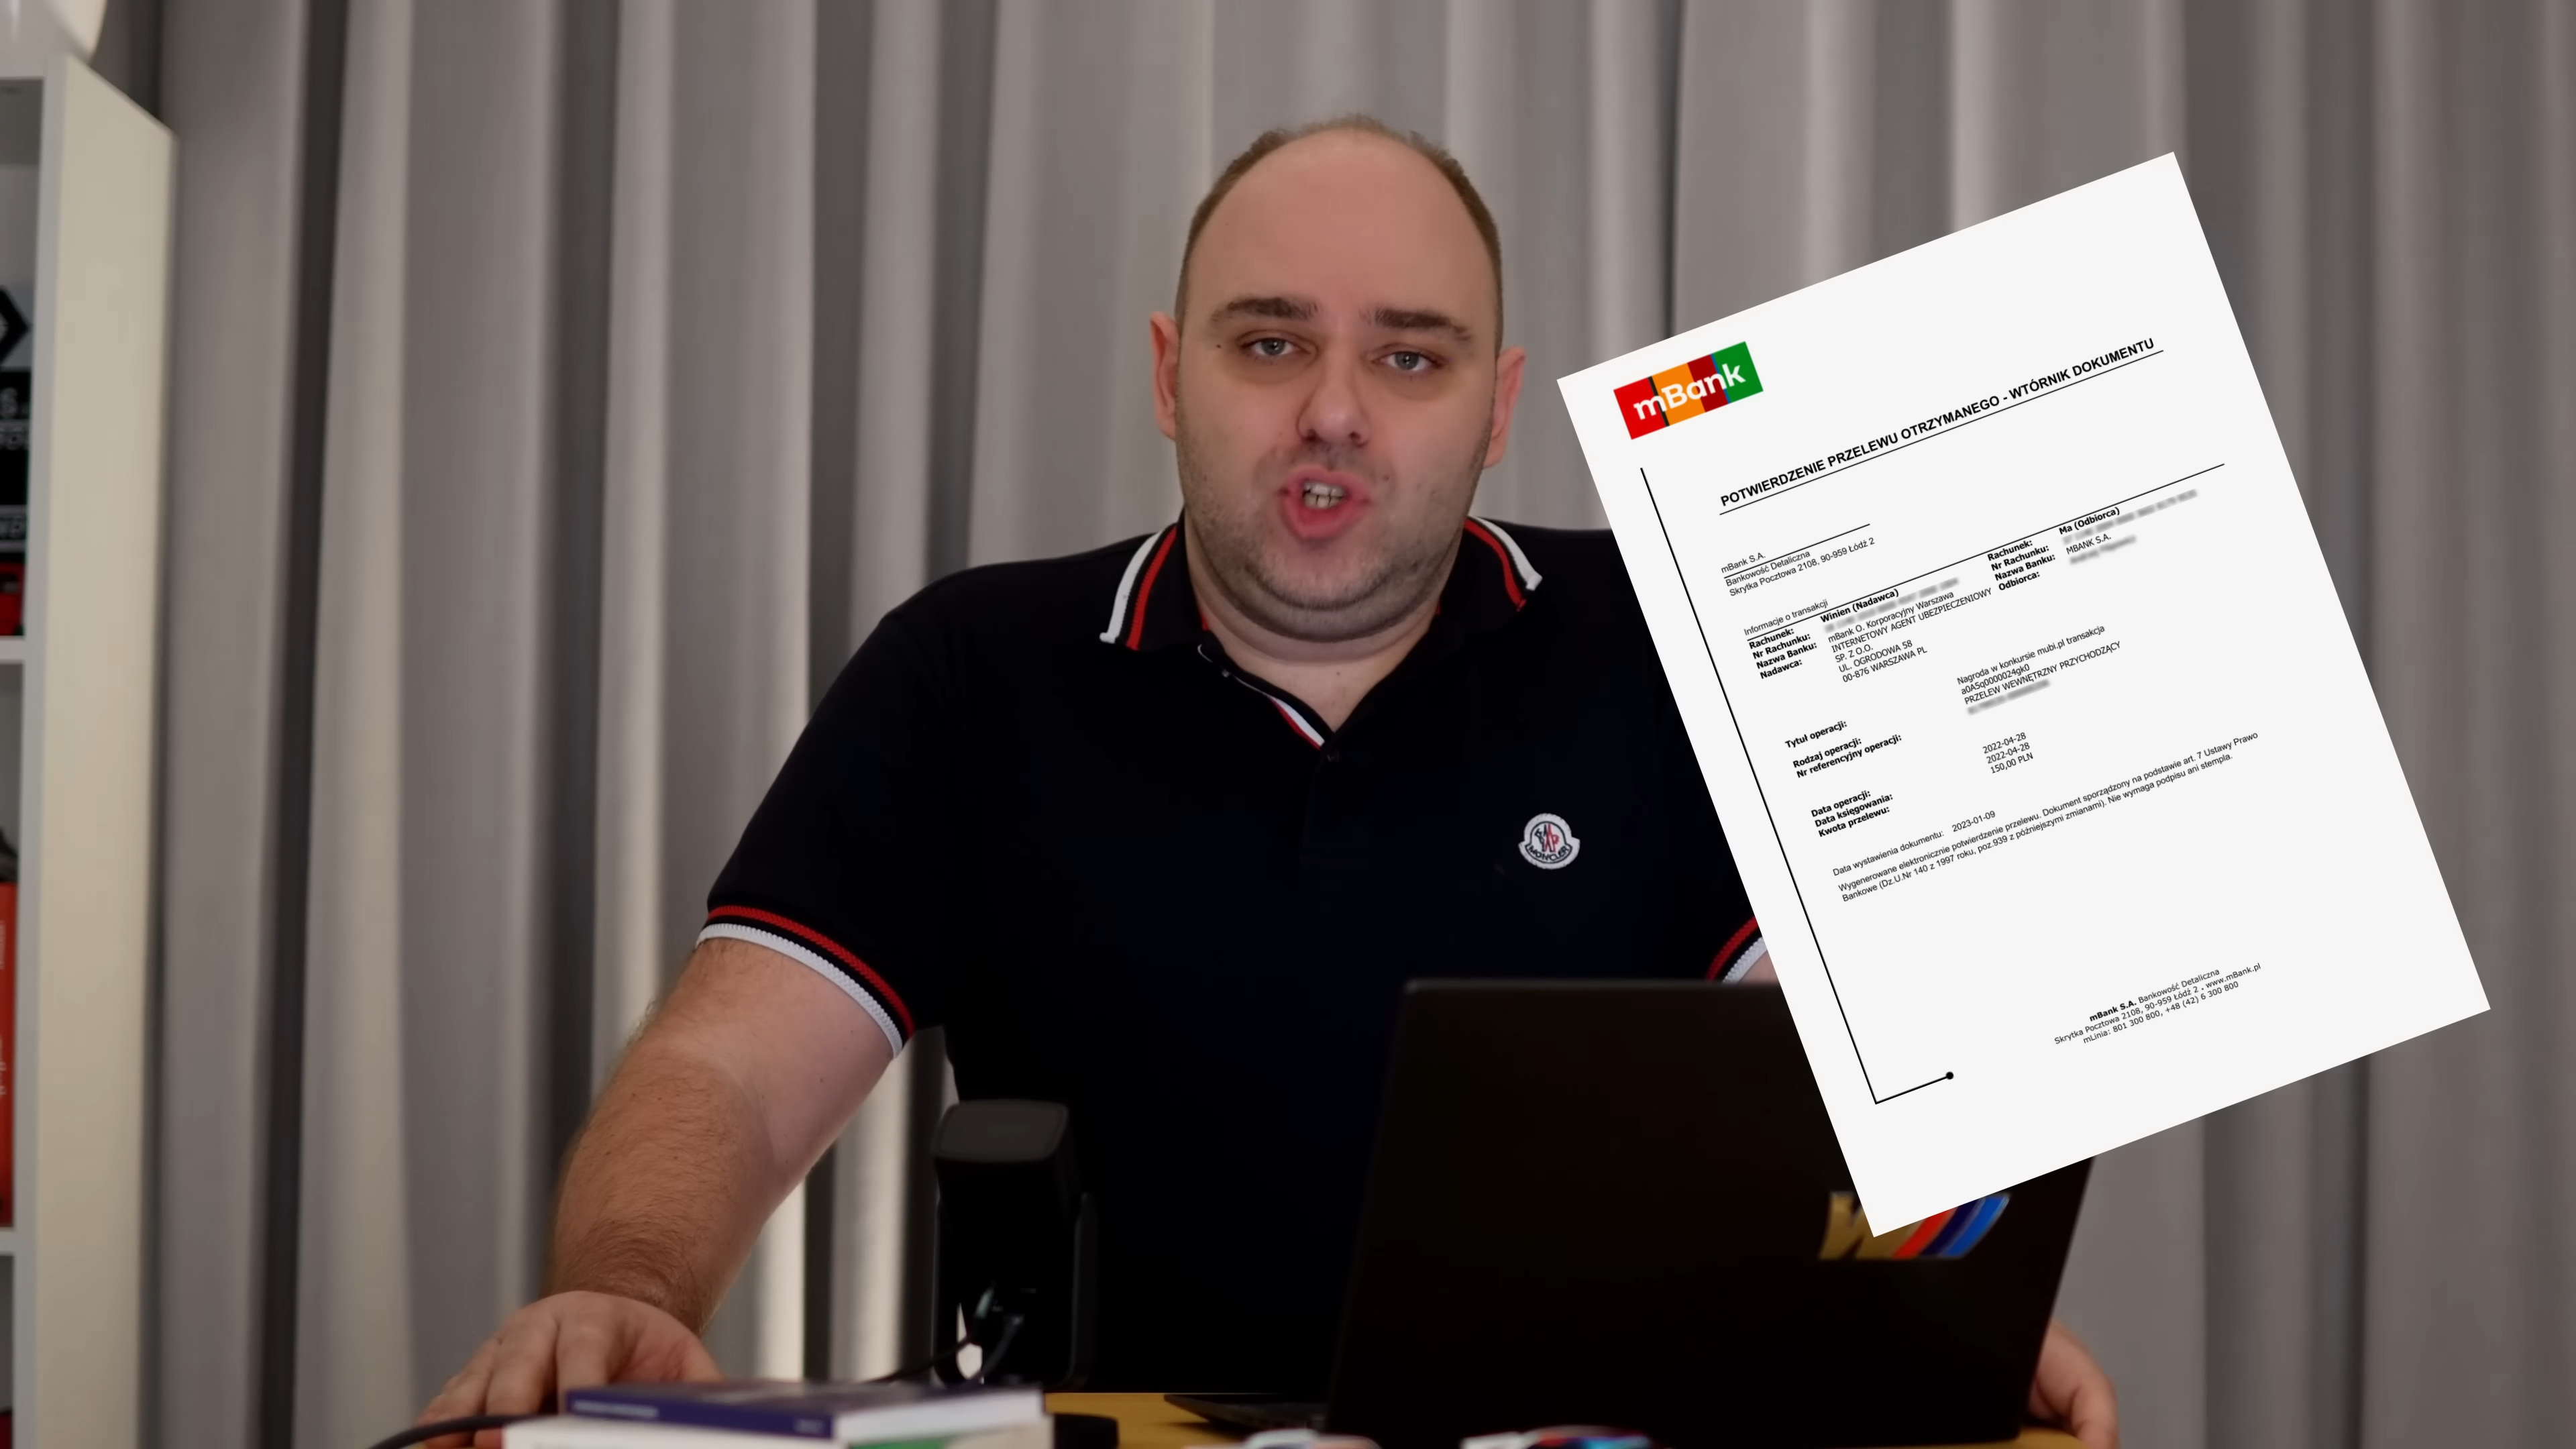 mBank
POTWIERDZENIE PRZELEWU OTRZYMANEGO - WTÓRNIK DOKUMENTU
mBank S.A.
Bankowość Detaliczna
Skrytka Pocztowa 2108, 90-959 Łódź 2
Informacje o transakcji
Rachunek: Winien (Nadawca)
Nr Rachunku:
Nazwa Banku: mBank O. Korporacyjny Warszawa
Nadawca: INTERNETOWY AGENT UBEZPIECZENIOWY
SP. Z O.O.
UL. OGRODOWA 58
00-876 WARSZAWA PL
Rachunek: Ma (Odbiorca)
Nr Rachunku:
Nazwa Banku: MBANK S.A.
Odbiorca:
Tytuł operacji: Nagroda w konkursie mubi.pl transakcja
a0A5q0000024gk0
Rodzaj operacji: PRZELEW WEWNĘTRZNY PRZYCHODZĄCY
Nr referencyjny operacji:
Data operacji: 2022-04-28
Data księgowania: 2022-04-28
Kwota przelewu: 150,00 PLN
Data wystawienia dokumentu: 2023-01-09
Wygenerowane elektronicznie potwierdzenie przelewu. Dokument sporządzony na podstawie art. 7 Ustawy Prawo
Bankowe (Dz.U.Nr 140 z 1997 roku, poz.939 z późniejszymi zmianami). Nie wymaga podpisu ani stempla.
mBank S.A. Bankowość Detaliczna
Skrytka Pocztowa 2108, 90-959 Łódź 2 , www.mBank.pl
mLinia: 801 300 800, +48 (42) 6 300 800
MONCLER